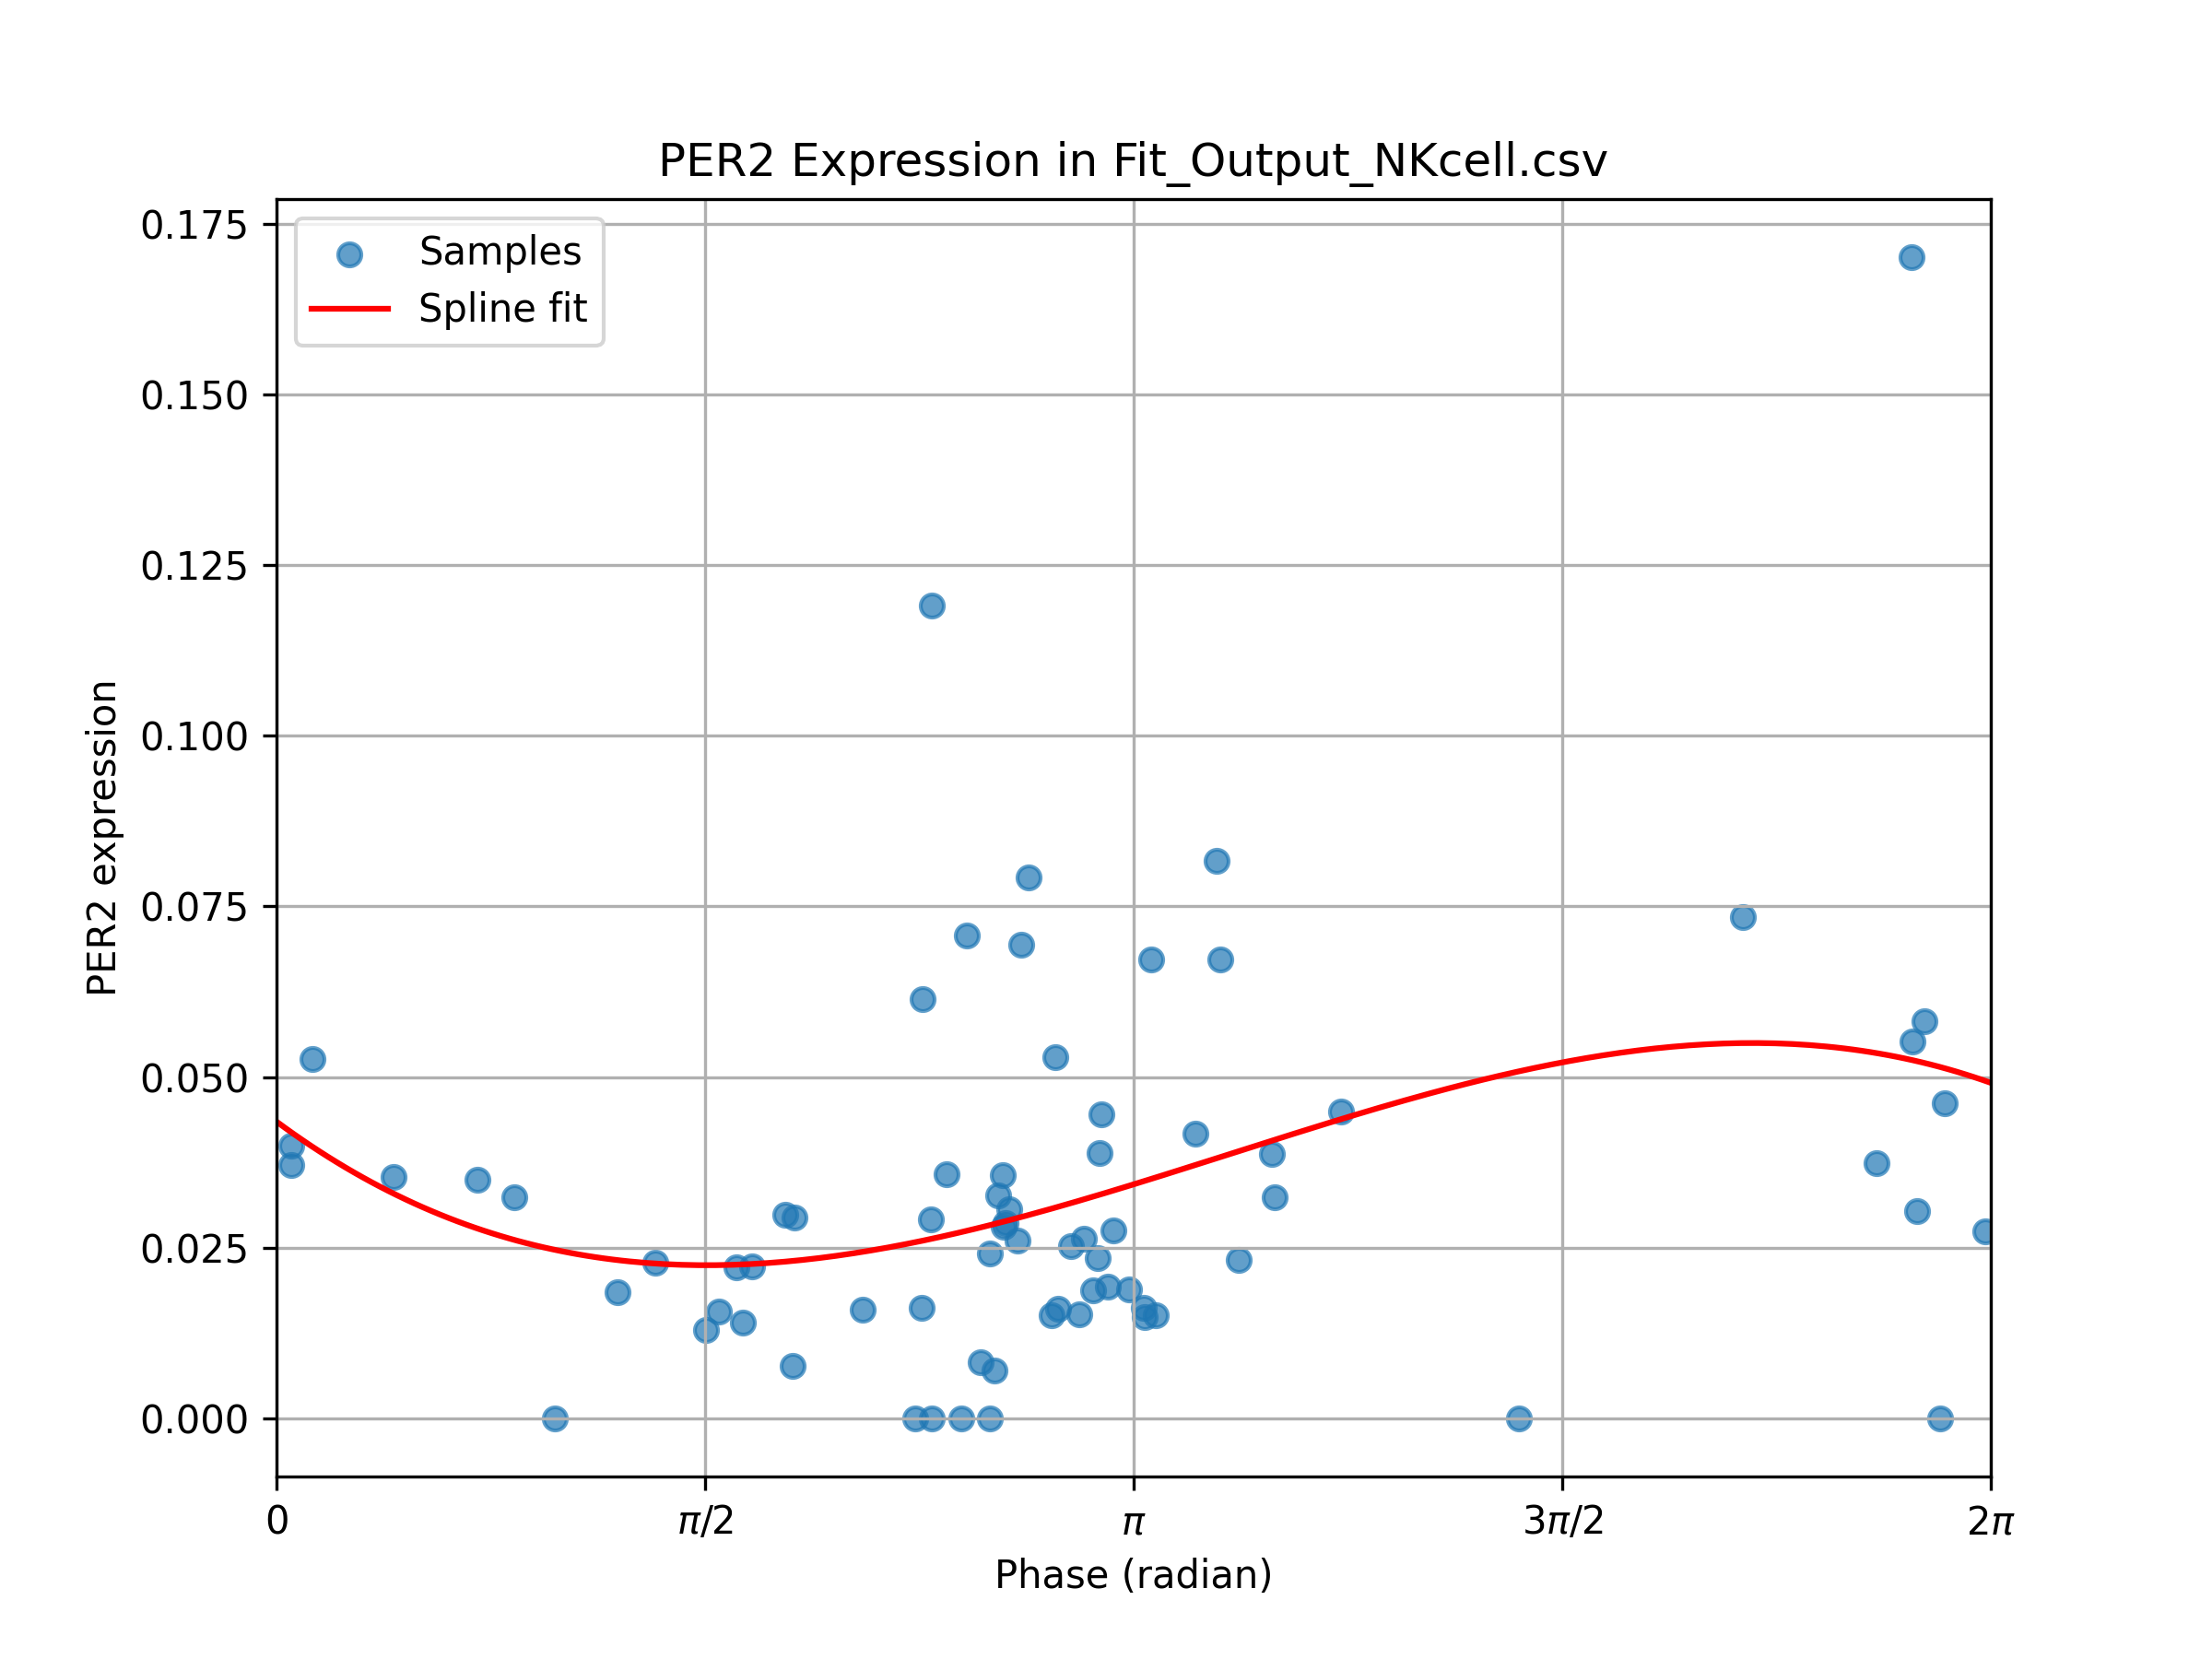 PER2 Expression in Fit_Output_NKcell.csv
Samples
Spline fit
PER2 expression
0.175
0.150
0.125
0.100
0.075
0.050
0.025
0.000
0 π/2 π 3π/2 2π
Phase (radian)